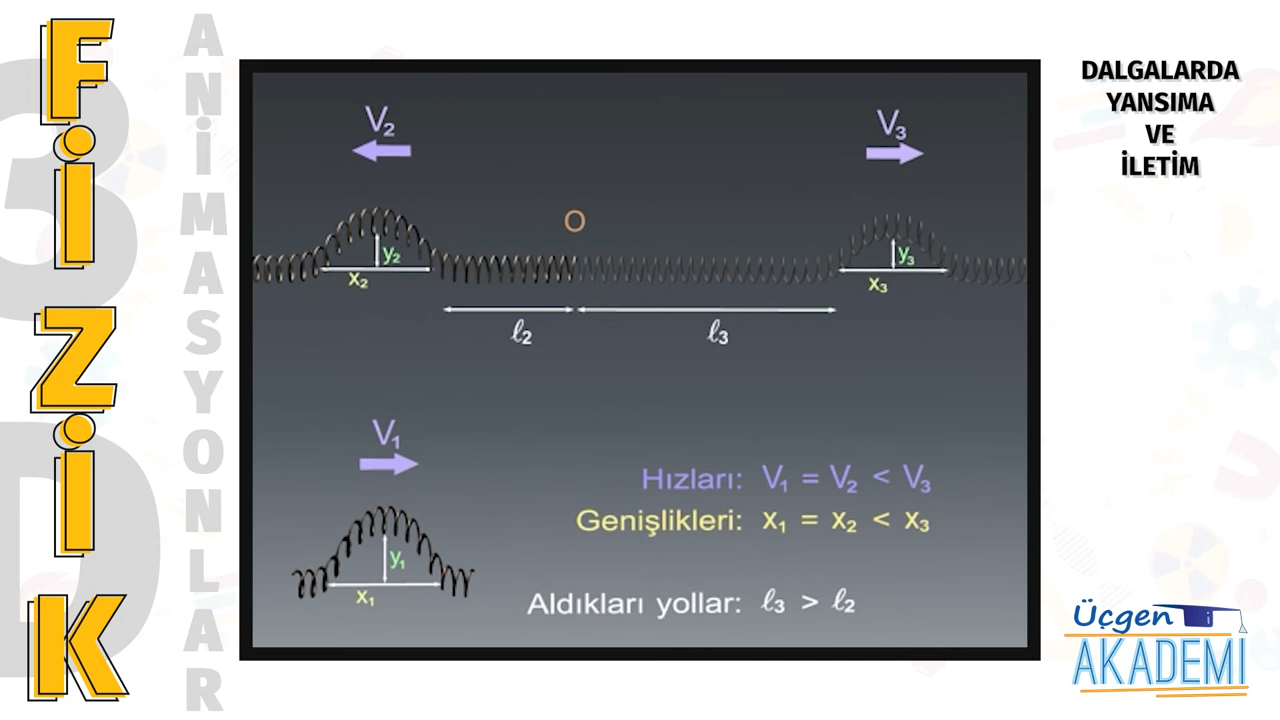 3D
FİZİK
ANİMASYONLAR
DALGALARDA
YANSIMA
VE
İLETİM
V₂
V₃
O
y₂
x₂
y₃
x₃
ℓ₂
ℓ₃
V₁
y₁
x₁
Hızları: V₁ = V₂ < V₃
Genişlikleri: x₁ = x₂ < x₃
Aldıkları yollar: ℓ₃ > ℓ₂
Üçgen
AKADEMİ